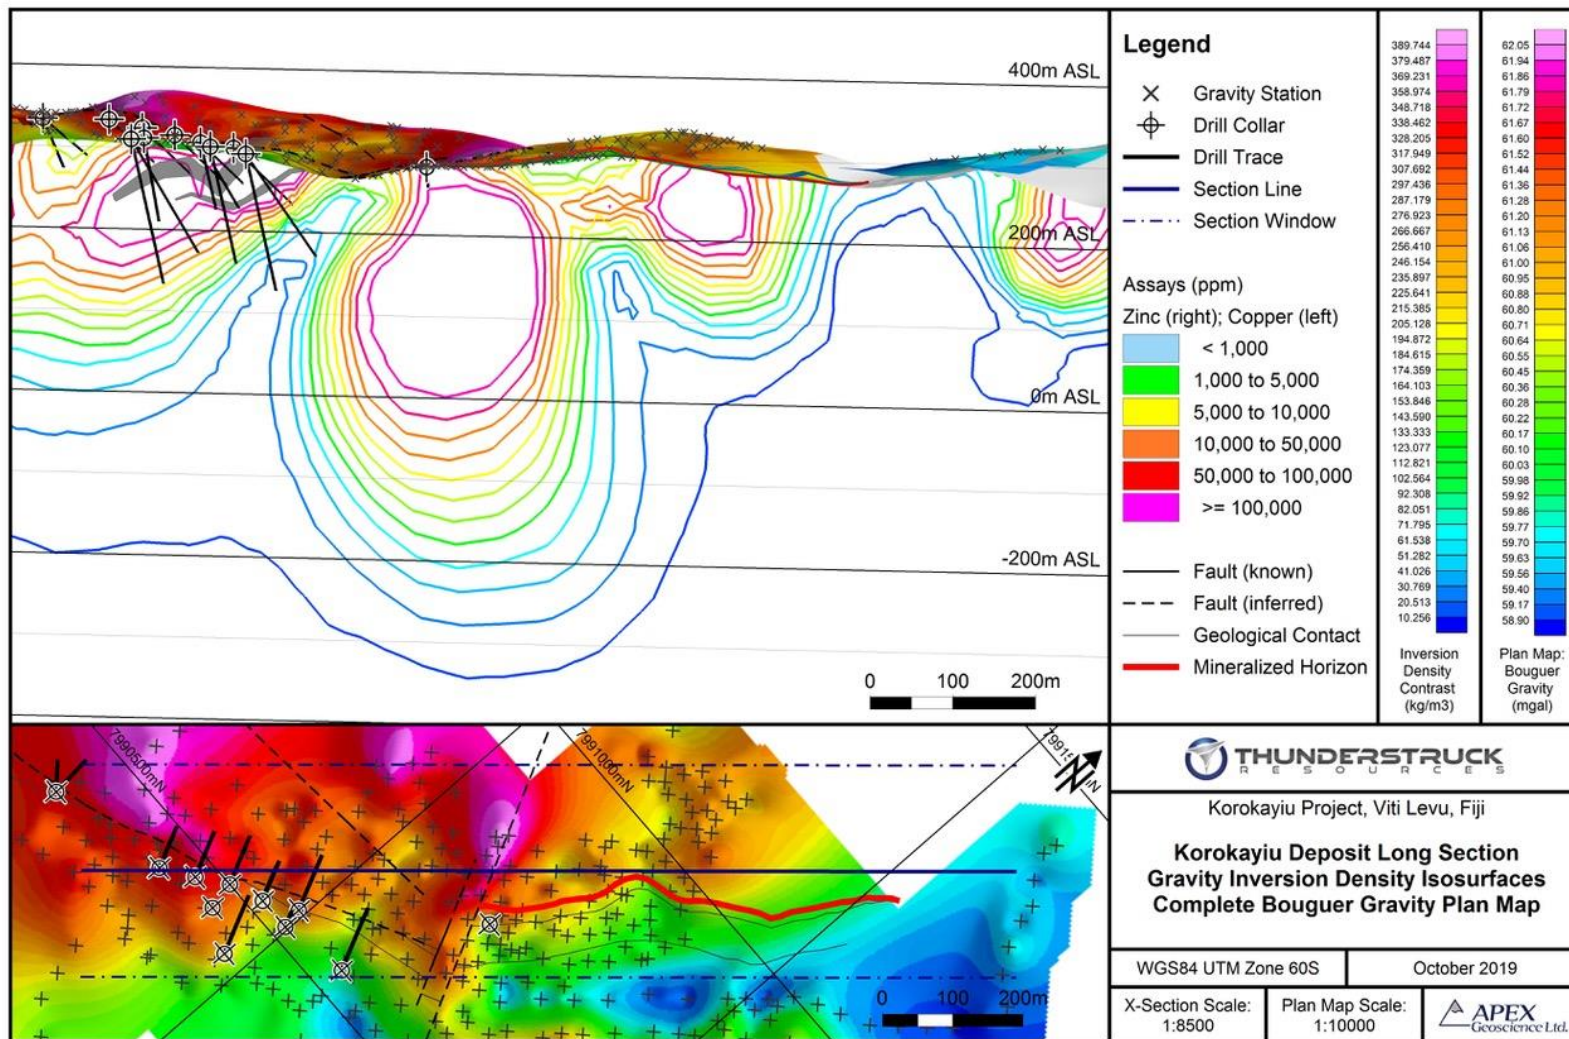 400m ASL
200m ASL
0m ASL
-200m ASL
0 100 200m
7990500mN
7991000mN
N
0 100 200m
Legend
Gravity Station
Drill Collar
Drill Trace
Section Line
Section Window
Assays (ppm)
Zinc (right); Copper (left)
< 1,000
1,000 to 5,000
5,000 to 10,000
10,000 to 50,000
50,000 to 100,000
>= 100,000
Fault (known)
Fault (inferred)
Geological Contact
Mineralized Horizon
389.744
379.487
369.231
358.974
348.718
338.462
328.205
317.949
307.692
297.436
287.179
276.923
266.667
256.410
246.154
235.897
225.641
215.385
205.128
194.872
184.615
174.359
164.103
153.846
143.590
133.333
123.077
112.821
102.564
92.308
82.051
71.795
61.538
51.282
41.026
30.769
20.513
10.256
Inversion
Density
Contrast
(kg/m3)
62.05
61.94
61.86
61.79
61.72
61.67
61.60
61.52
61.44
61.36
61.28
61.20
61.13
61.06
61.00
60.95
60.88
60.80
60.71
60.64
60.55
60.45
60.36
60.28
60.22
60.17
60.10
60.03
59.98
59.92
59.86
59.77
59.70
59.63
59.56
59.40
59.17
58.90
Plan Map:
Bouguer
Gravity
(mgal)
THUNDERSTRUCK
RESOURCES
Korokayiu Project, Viti Levu, Fiji
Korokayiu Deposit Long Section
Gravity Inversion Density Isosurfaces
Complete Bouguer Gravity Plan Map
WGS84 UTM Zone 60S
October 2019
X-Section Scale:
1:8500
Plan Map Scale:
1:10000
APEX
Geoscience Ltd.